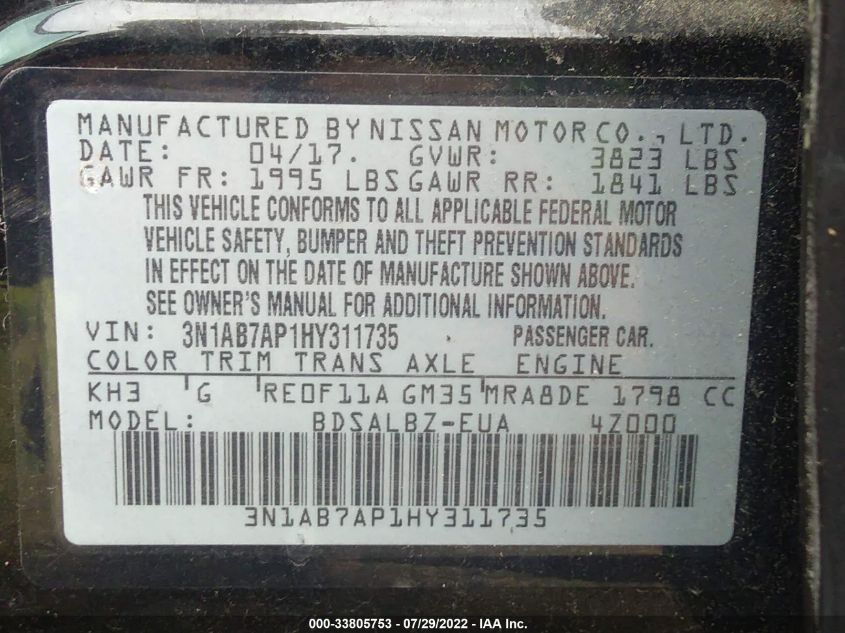 MANUFACTURED BY NISSAN MOTOR CO., LTD.
DATE: 04/17. GVWR: 3823 LBS
GAWR FR: 1995 LBS GAWR RR: 1841 LBS
THIS VEHICLE CONFORMS TO ALL APPLICABLE FEDERAL MOTOR
VEHICLE SAFETY, BUMPER AND THEFT PREVENTION STANDARDS
IN EFFECT ON THE DATE OF MANUFACTURE SHOWN ABOVE.
SEE OWNER'S MANUAL FOR ADDITIONAL INFORMATION.
VIN: 3N1AB7AP1HY311735 PASSENGER CAR.
COLOR TRIM TRANS AXLE ENGINE
KH3 G RE0F11A GM35 MRA8DE 1798 CC
MODEL: BDSALBZ-EUA 4Z000
3N1AB7AP1HY311735
000-33805753 / 07/29/2022 - IAA Inc.